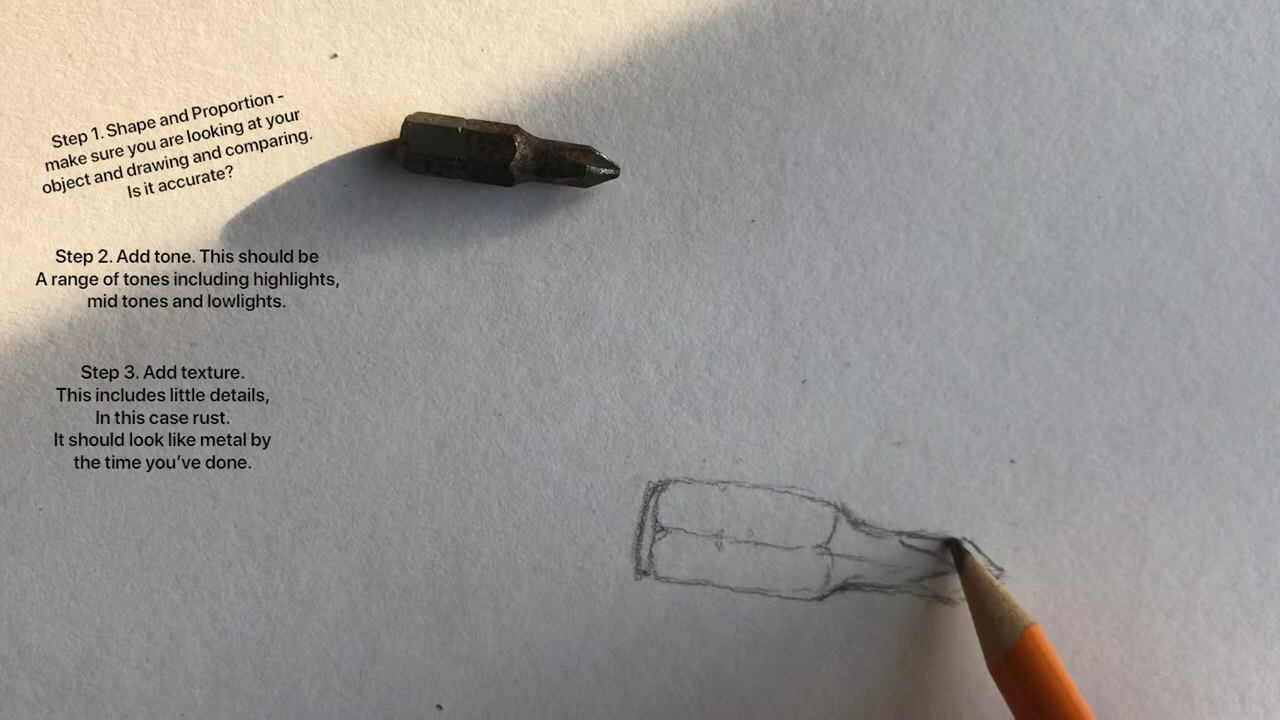 Step 1. Shape and Proportion -
make sure you are looking at your
object and drawing and comparing.
Is it accurate?
Step 2. Add tone. This should be
A range of tones including highlights,
mid tones and lowlights.
Step 3. Add texture.
This includes little details,
In this case rust.
It should look like metal by
the time you’ve done.